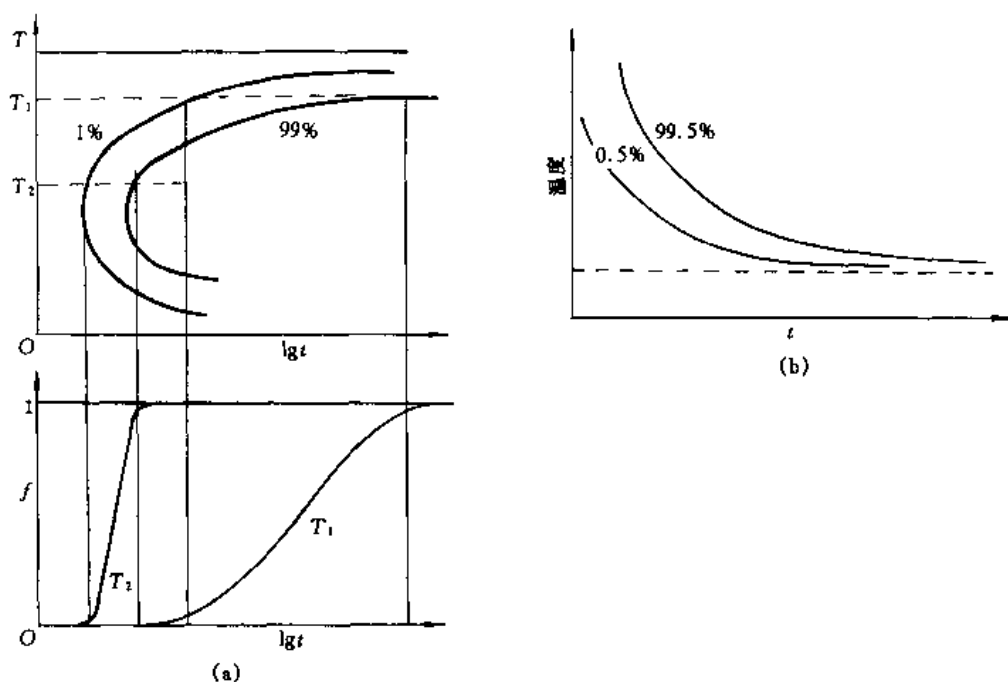 T
T₁
1%
99%
T₂
O
lgt
1
f
T₂
T₁
O
lgt
(a)
温度
99.5%
0.5%
t
(b)